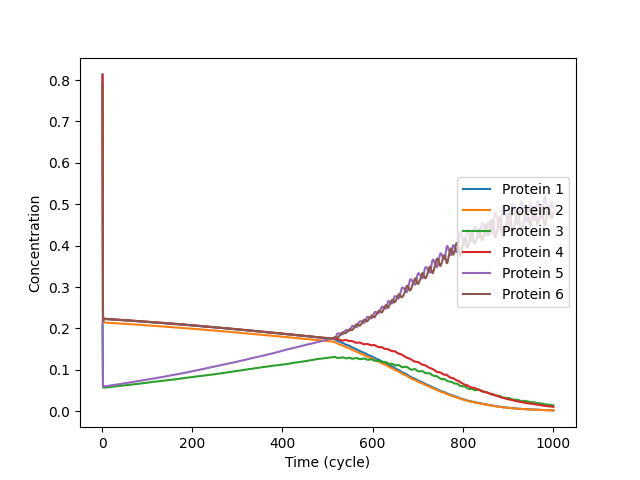 0.8
0.7
0.6
0.5
0.4
0.3
0.2
0.1
0.0
Concentration
Protein 1
Protein 2
Protein 3
Protein 4
Protein 5
Protein 6
0 200 400 600 800 1000
Time (cycle)